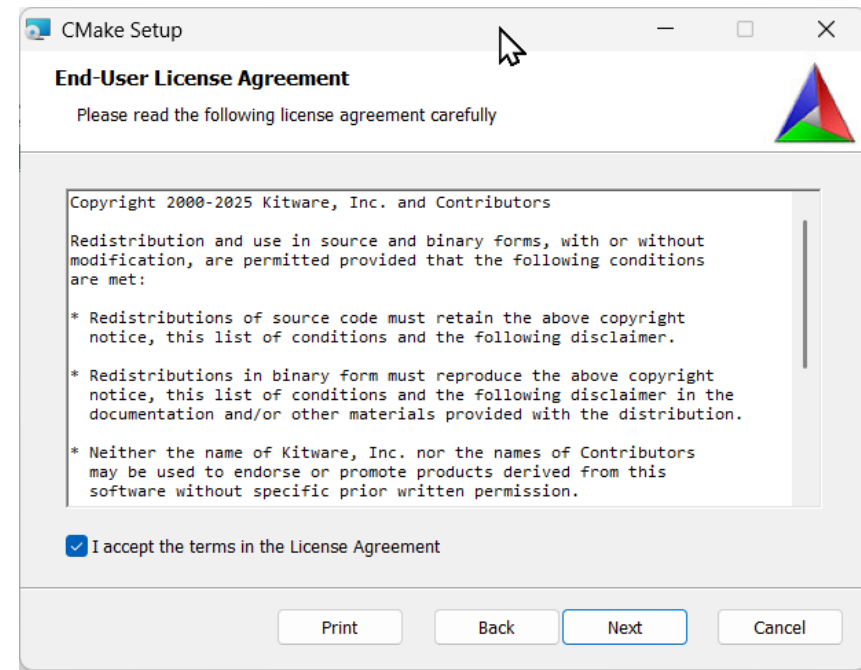 CMake Setup
End-User License Agreement
Please read the following license agreement carefully
Copyright 2000-2025 Kitware, Inc. and Contributors
Redistribution and use in source and binary forms, with or without
modification, are permitted provided that the following conditions
are met:
* Redistributions of source code must retain the above copyright
notice, this list of conditions and the following disclaimer.
* Redistributions in binary form must reproduce the above copyright
notice, this list of conditions and the following disclaimer in the
documentation and/or other materials provided with the distribution.
* Neither the name of Kitware, Inc. nor the names of Contributors
may be used to endorse or promote products derived from this
software without specific prior written permission.
I accept the terms in the License Agreement
Print Back Next Cancel